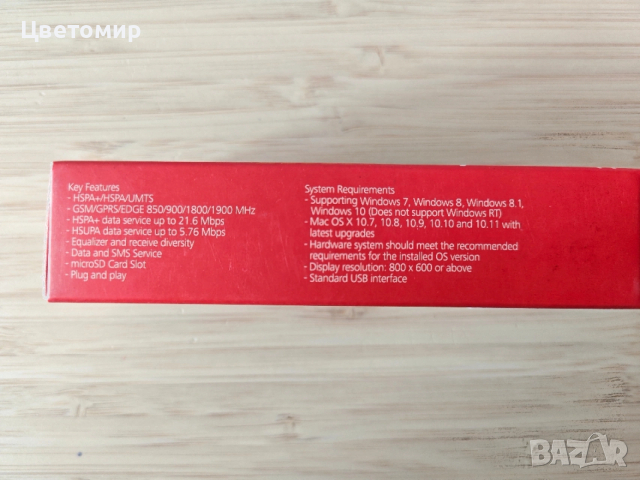 Цветомир
Key Features
- HSPA+/HSPA/UMTS
- GSM/GPRS/EDGE 850/900/1800/1900 MHz
- HSPA+ data service up to 21.6 Mbps
- HSUPA data service up to 5.76 Mbps
- Equalizer and receive diversity
- Data and SMS Service
- microSD Card Slot
- Plug and play
System Requirements
- Supporting Windows 7, Windows 8, Windows 8.1,
Windows 10 (Does not support Windows RT)
- Mac OS X 10.7, 10.8, 10.9, 10.10 and 10.11 with
latest upgrades
- Hardware system should meet the recommended
requirements for the installed OS version
- Display resolution: 800 x 600 or above
- Standard USB interface
BAZAR